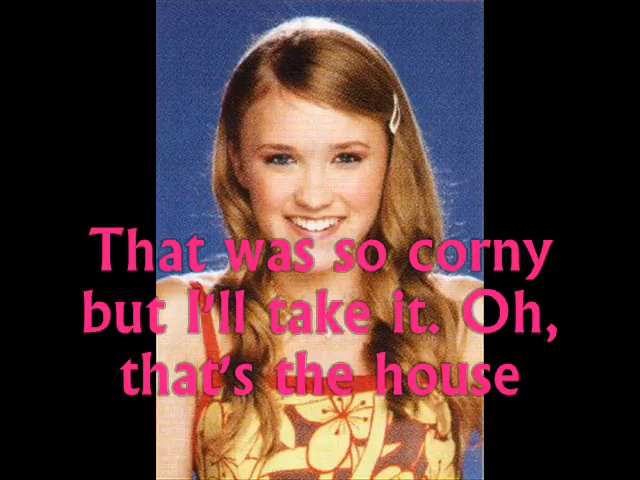 That was so corny
but I'll take it. Oh,
that's the house